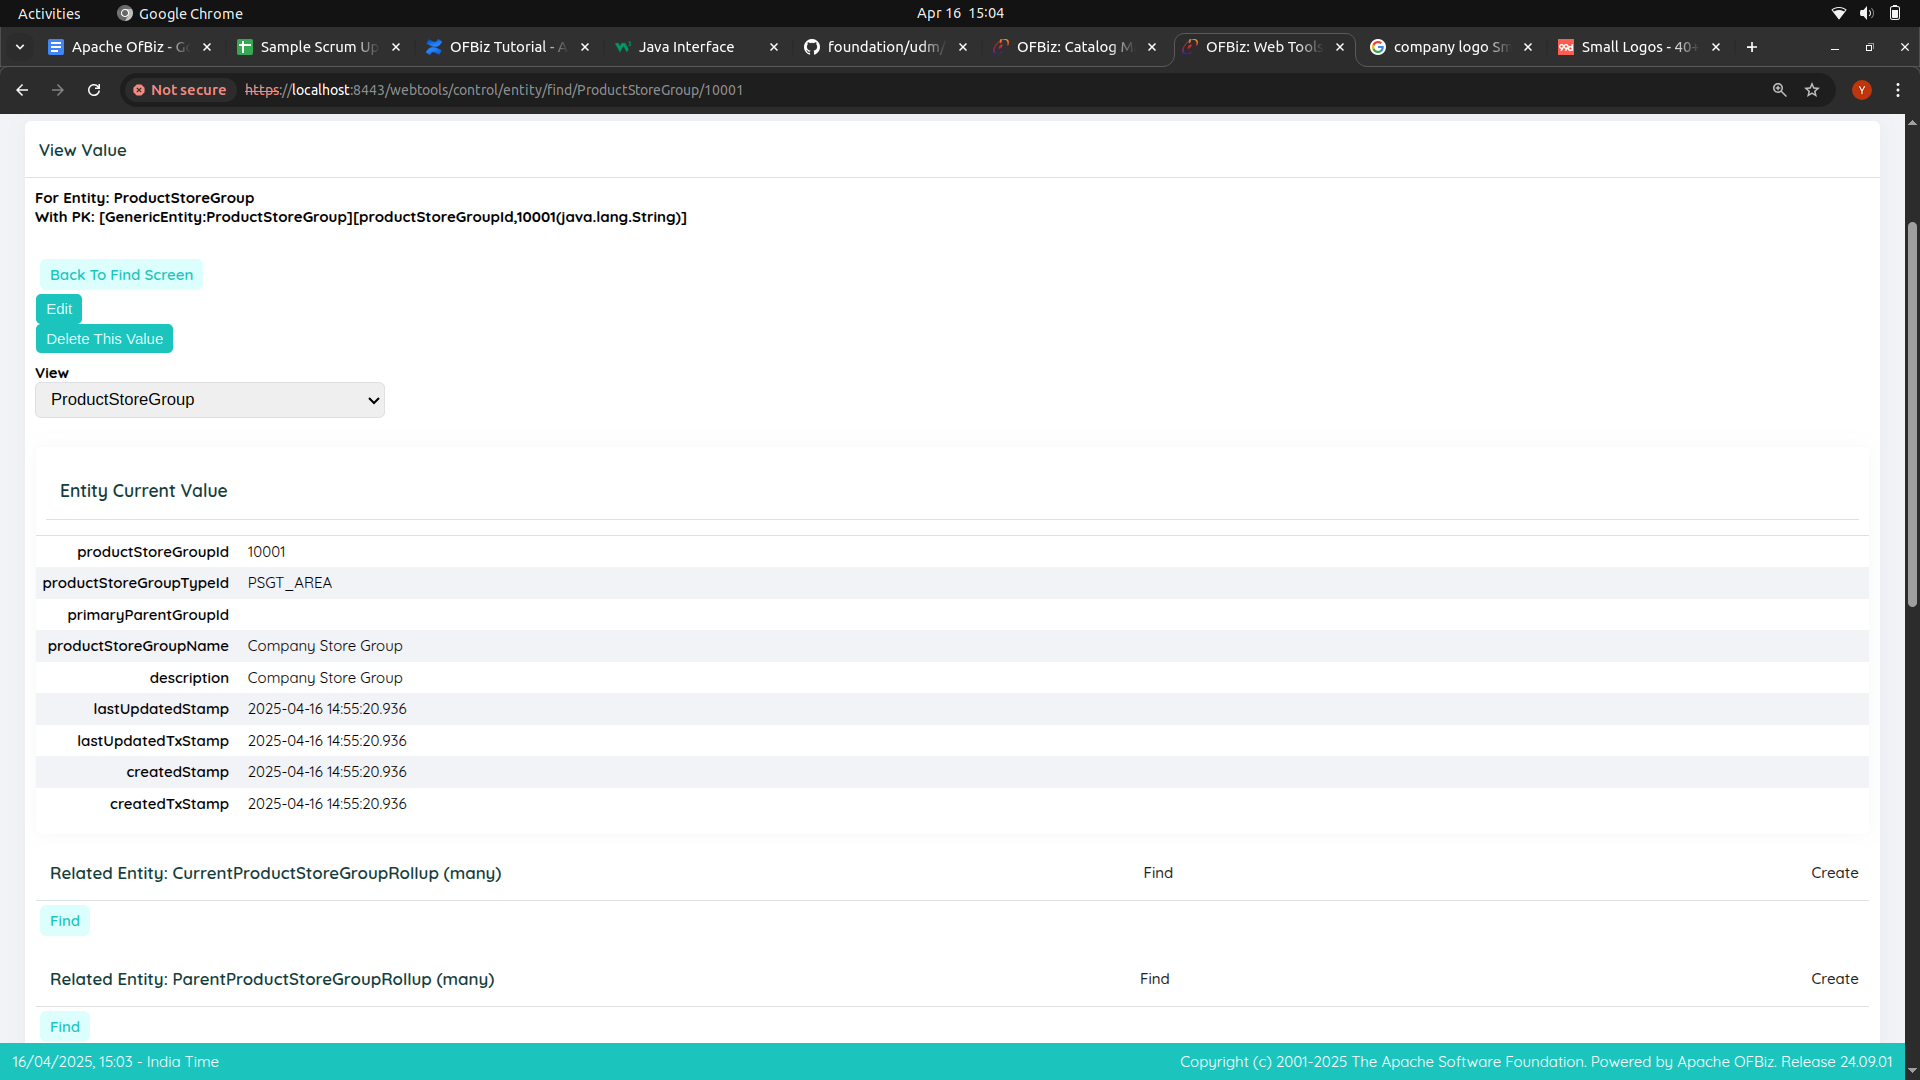 Activities
Google Chrome
Apr 16 15:04
Apache OfBiz - Go
Sample Scrum Up
OFBiz Tutorial - A
Java Interface
foundation/udm/
OFBiz: Catalog M
OFBiz: Web Tools
company logo Sm
Small Logos - 40+
Not secure
https://localhost:8443/webtools/control/entity/find/ProductStoreGroup/10001
Y
View Value
For Entity: ProductStoreGroup
With PK: [GenericEntity:ProductStoreGroup][productStoreGroupId,10001(java.lang.String)]
Back To Find Screen
Edit
Delete This Value
View
ProductStoreGroup
Entity Current Value
productStoreGroupId 10001
productStoreGroupTypeId PSGT_AREA
primaryParentGroupId
productStoreGroupName Company Store Group
description Company Store Group
lastUpdatedStamp 2025-04-16 14:55:20.936
lastUpdatedTxStamp 2025-04-16 14:55:20.936
createdStamp 2025-04-16 14:55:20.936
createdTxStamp 2025-04-16 14:55:20.936
Related Entity: CurrentProductStoreGroupRollup (many) Find Create
Find
Related Entity: ParentProductStoreGroupRollup (many) Find Create
Find
16/04/2025, 15:03 - India Time
Copyright (c) 2001-2025 The Apache Software Foundation. Powered by Apache OFBiz. Release 24.09.01